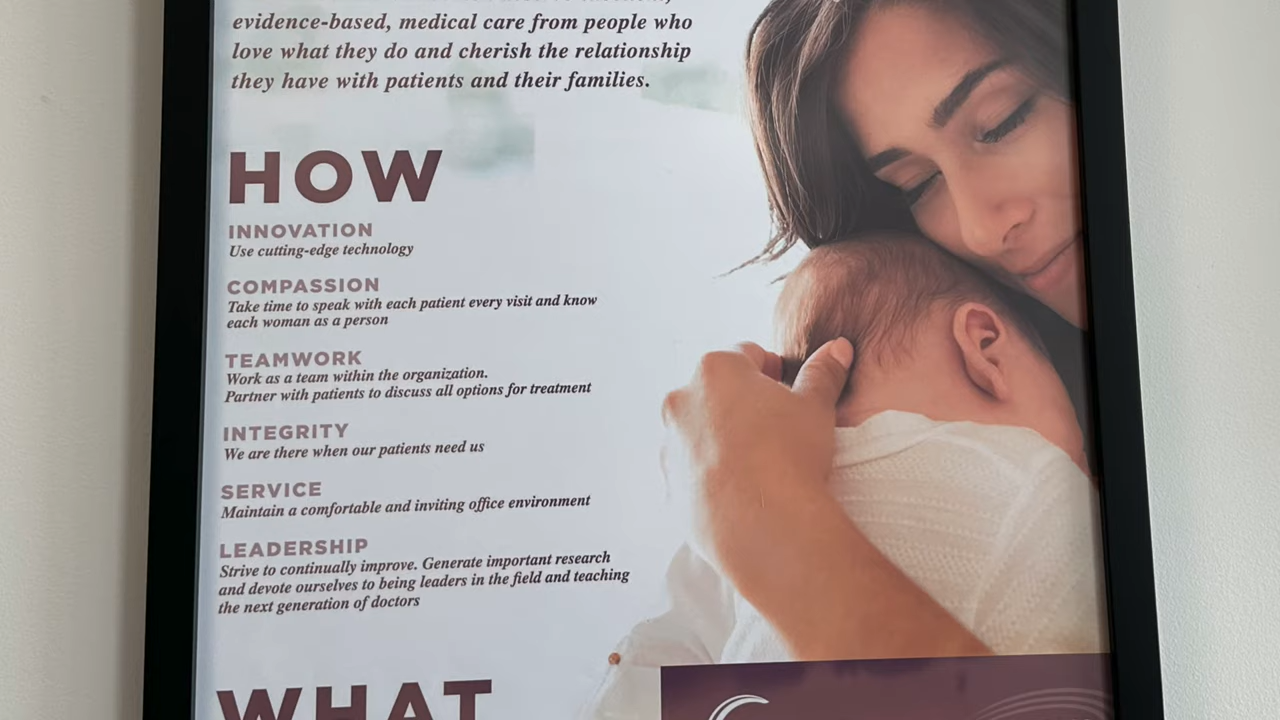 evidence-based, medical care from people who
love what they do and cherish the relationship
they have with patients and their families.
HOW
INNOVATION
Use cutting-edge technology
COMPASSION
Take time to speak with each patient every visit and know
each woman as a person
TEAMWORK
Work as a team within the organization.
Partner with patients to discuss all options for treatment
INTEGRITY
We are there when our patients need us
SERVICE
Maintain a comfortable and inviting office environment
LEADERSHIP
Strive to continually improve. Generate important research
and devote ourselves to being leaders in the field and teaching
the next generation of doctors
WHAT